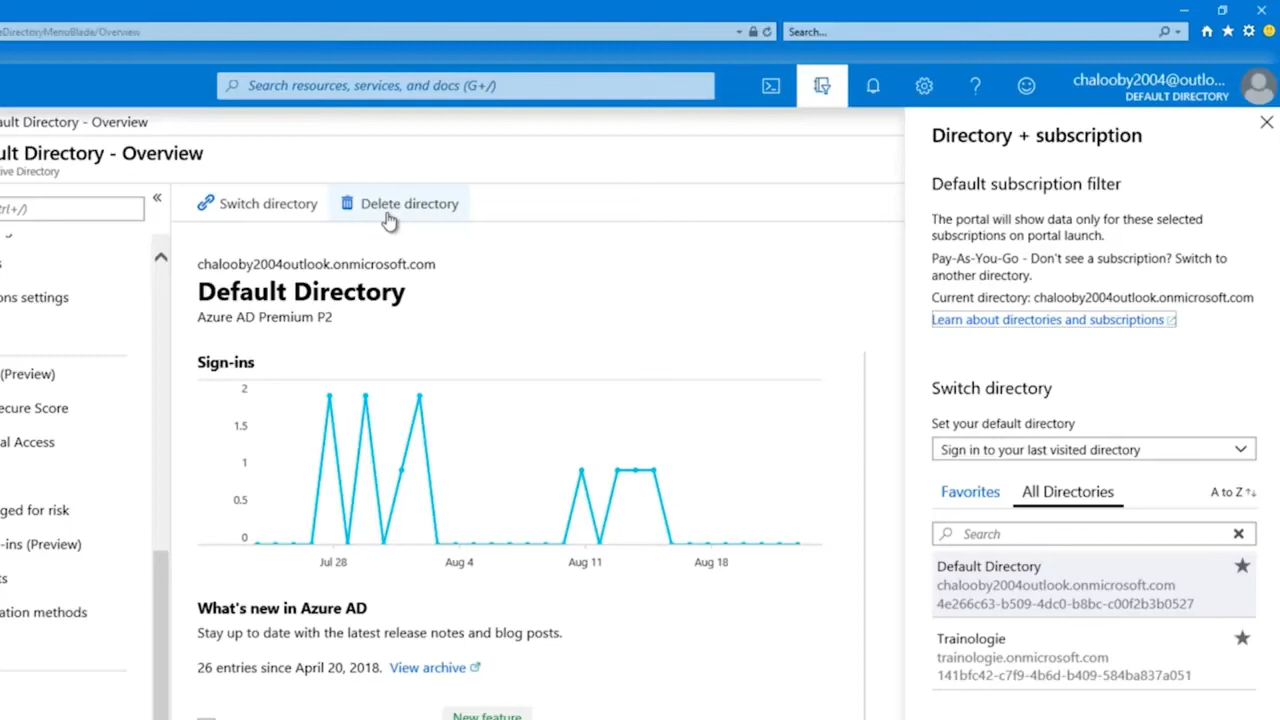 eDirectoryMenuBlade/Overview
Search...
Search resources, services, and docs (G+/)
chalooby2004@outlo...
DEFAULT DIRECTORY
ault Directory - Overview
ult Directory - Overview
ive Directory
trl+/)
s
ons settings
(Preview)
ecure Score
al Access
ged for risk
-ins (Preview)
ts
ation methods
Switch directory
Delete directory
chalooby2004outlook.onmicrosoft.com
Default Directory
Azure AD Premium P2
Sign-ins
2
1.5
1
0.5
0
Jul 28
Aug 4
Aug 11
Aug 18
What's new in Azure AD
Stay up to date with the latest release notes and blog posts.
26 entries since April 20, 2018. View archive
New feature
Directory + subscription
Default subscription filter
The portal will show data only for these selected
subscriptions on portal launch.
Pay-As-You-Go - Don't see a subscription? Switch to
another directory.
Current directory: chalooby2004outlook.onmicrosoft.com
Learn about directories and subscriptions
Switch directory
Set your default directory
Sign in to your last visited directory
Favorites
All Directories
A to Z
Search
Default Directory
chalooby2004outlook.onmicrosoft.com
4e266c63-b509-4dc0-b8bc-c00f2b3b0527
Trainologie
trainologie.onmicrosoft.com
141bfc42-c7f9-4b6d-b409-584ba837a051